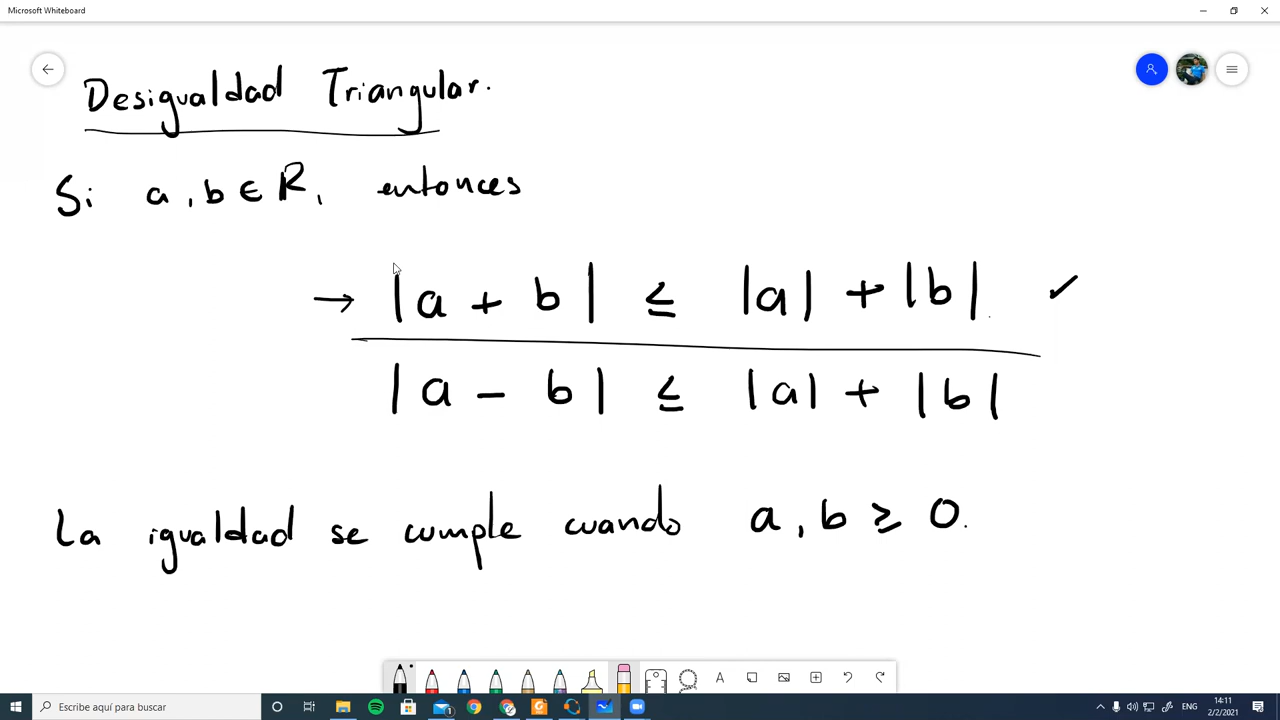 Microsoft Whiteboard
Desigualdad Triangular.
Si a, b ∈ R, entonces
→ |a + b| ≤ |a| + |b|. ✓
|a - b| ≤ |a| + |b|
La igualdad se cumple cuando a, b ≥ 0.
A
Escribe aquí para buscar
ENG
14:11
2/2/2021